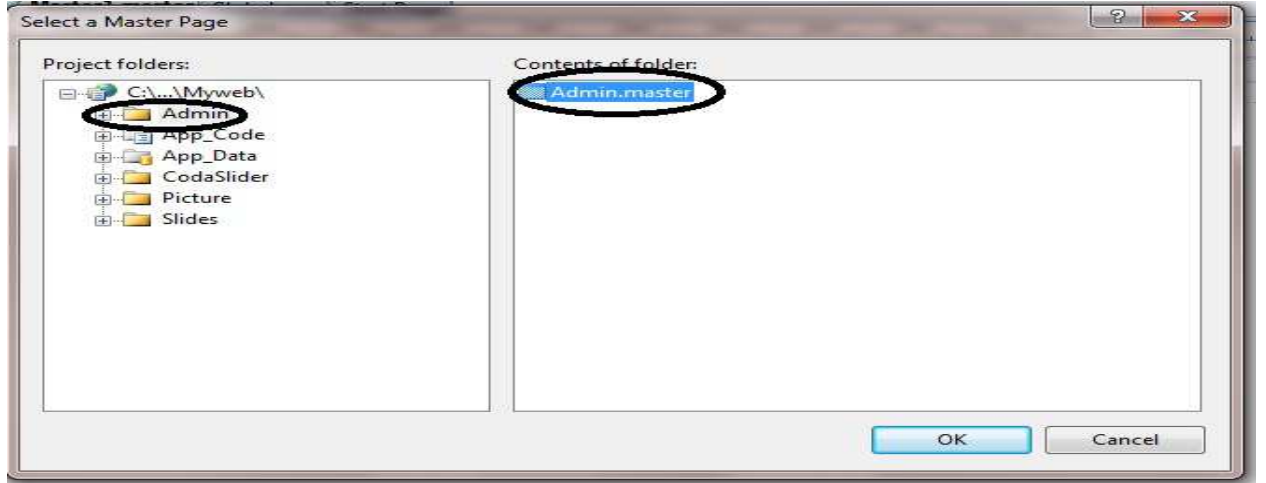 Select a Master Page
Project folders:
Contents of folder:
C:\...\Myweb\
Admin
App_Code
App_Data
CodaSlider
Picture
Slides
Admin.master
OK
Cancel